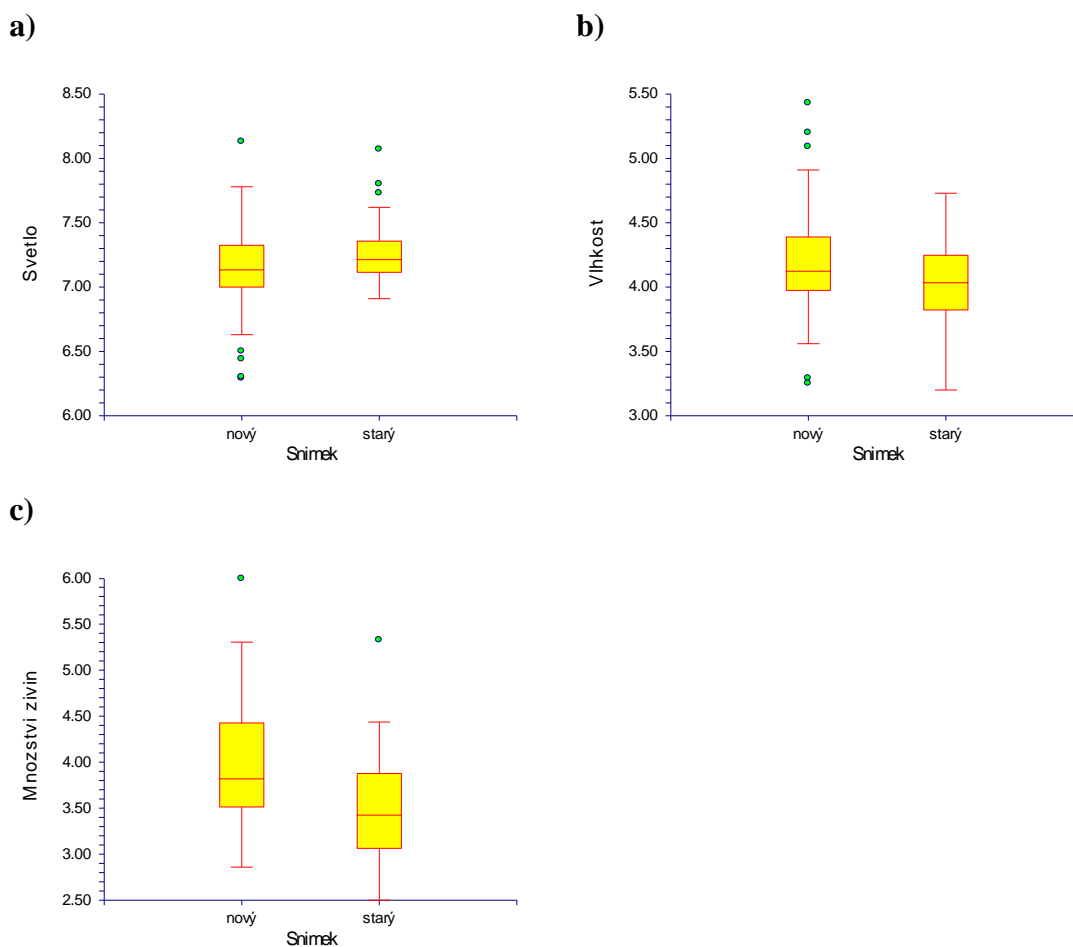 a)
8.50
8.00
7.50
7.00
6.50
6.00
Svetlo
nový starý
Snimek
b)
5.50
5.00
4.50
4.00
3.50
3.00
Vlhkost
nový starý
Snimek
c)
6.00
5.50
5.00
4.50
4.00
3.50
3.00
2.50
Mnozstvi zivin
nový starý
Snimek